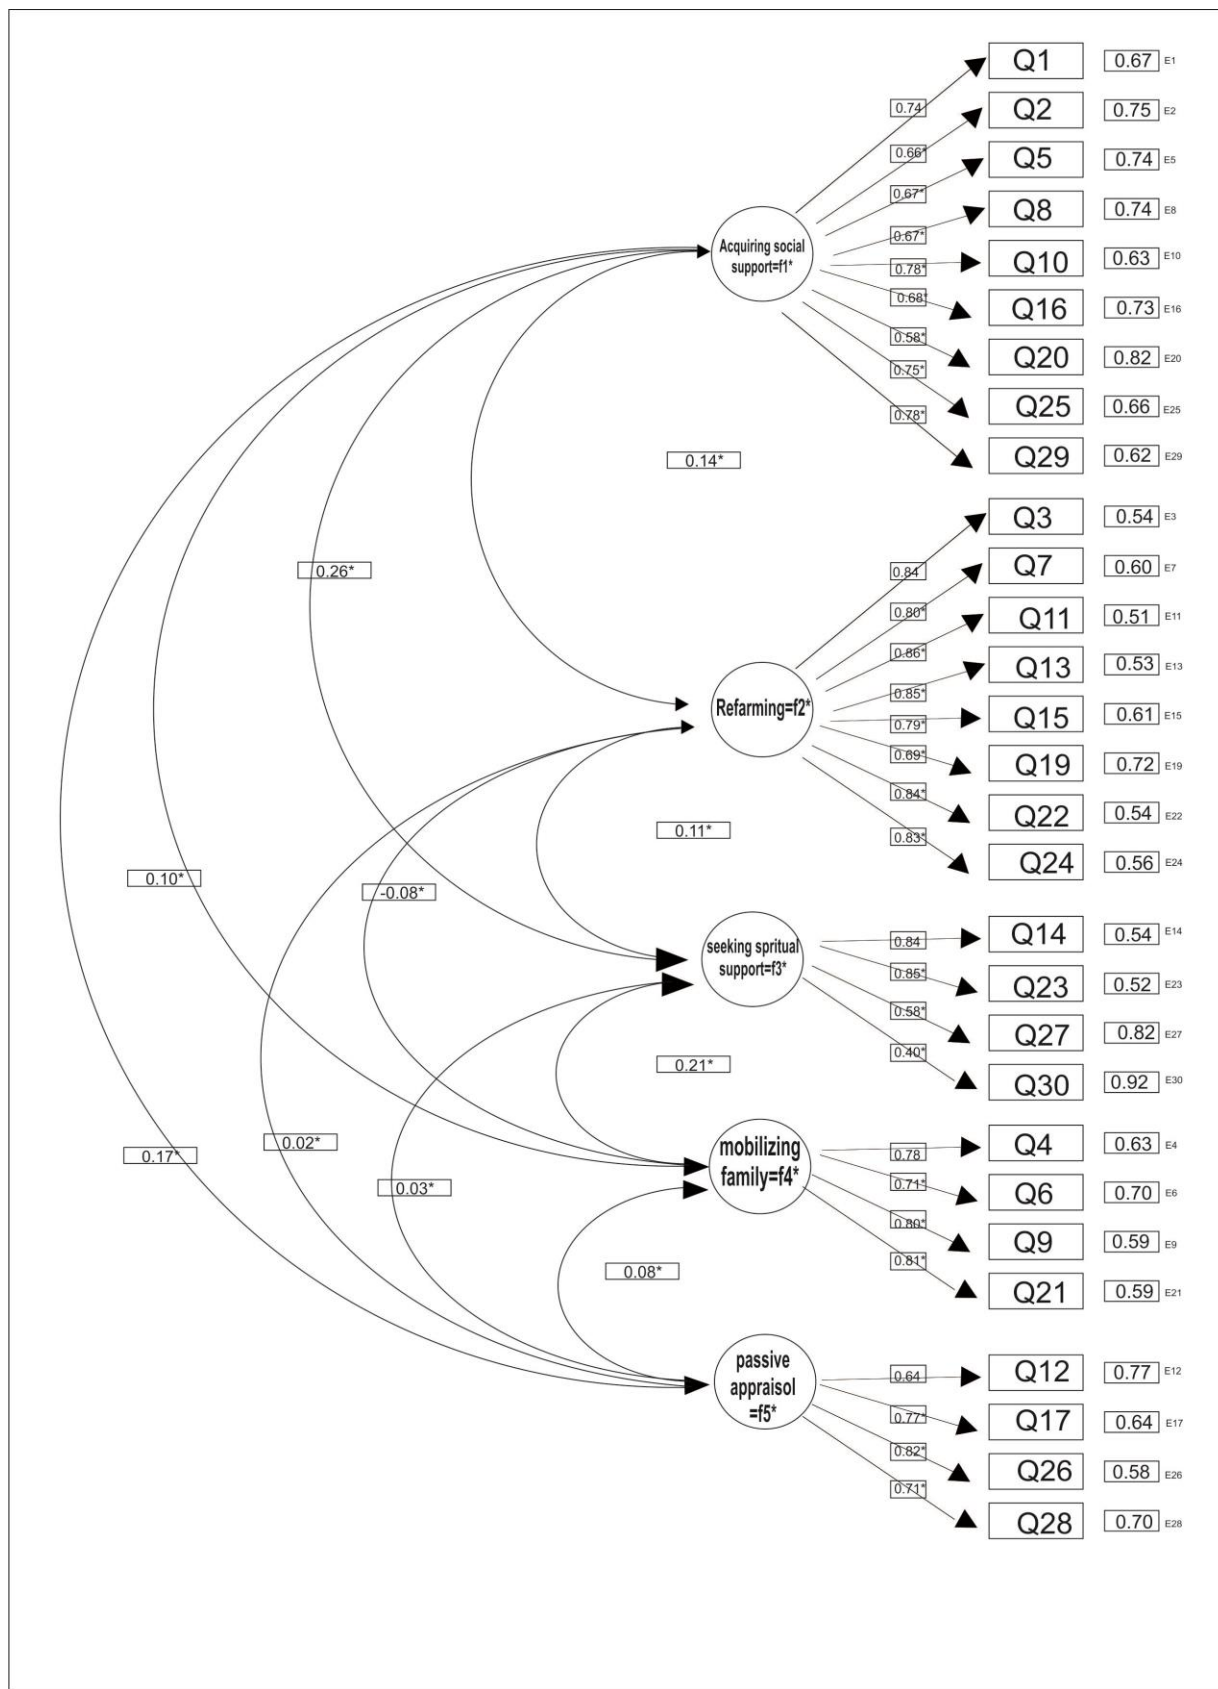 Q1 0.67 E1
0.74
Q2 0.75 E2
0.66*
Q5 0.74 E5
0.67*
Q8 0.74 E8
0.67*
Acquiring social
support=f1*
Q10 0.63 E10
0.78*
Q16 0.73 E16
0.68*
Q20 0.82 E20
0.58*
Q25 0.66 E25
0.75*
Q29 0.62 E29
0.78*
0.14*
Q3 0.54 E3
0.84
0.26*
Q7 0.60 E7
0.80*
Q11 0.51 E11
0.86*
Q13 0.53 E13
0.85*
Refarming=f2*
Q15 0.61 E15
0.79*
Q19 0.72 E19
0.69*
Q22 0.54 E22
0.84*
0.11*
Q24 0.56 E24
0.83*
0.10*
-0.08*
Q14 0.54 E14
0.84
seeking spritual
support=f3*
Q23 0.52 E23
0.85*
Q27 0.82 E27
0.58*
Q30 0.92 E30
0.40*
0.21*
Q4 0.63 E4
0.78
0.17*
0.02*
mobilizing
family=f4*
Q6 0.70 E6
0.71*
0.03*
Q9 0.59 E9
0.80*
Q21 0.59 E21
0.81*
0.08*
passive
appraisol
=f5*
Q12 0.77 E12
0.64
Q17 0.64 E17
0.77*
Q26 0.58 E26
0.82*
Q28 0.70 E28
0.71*